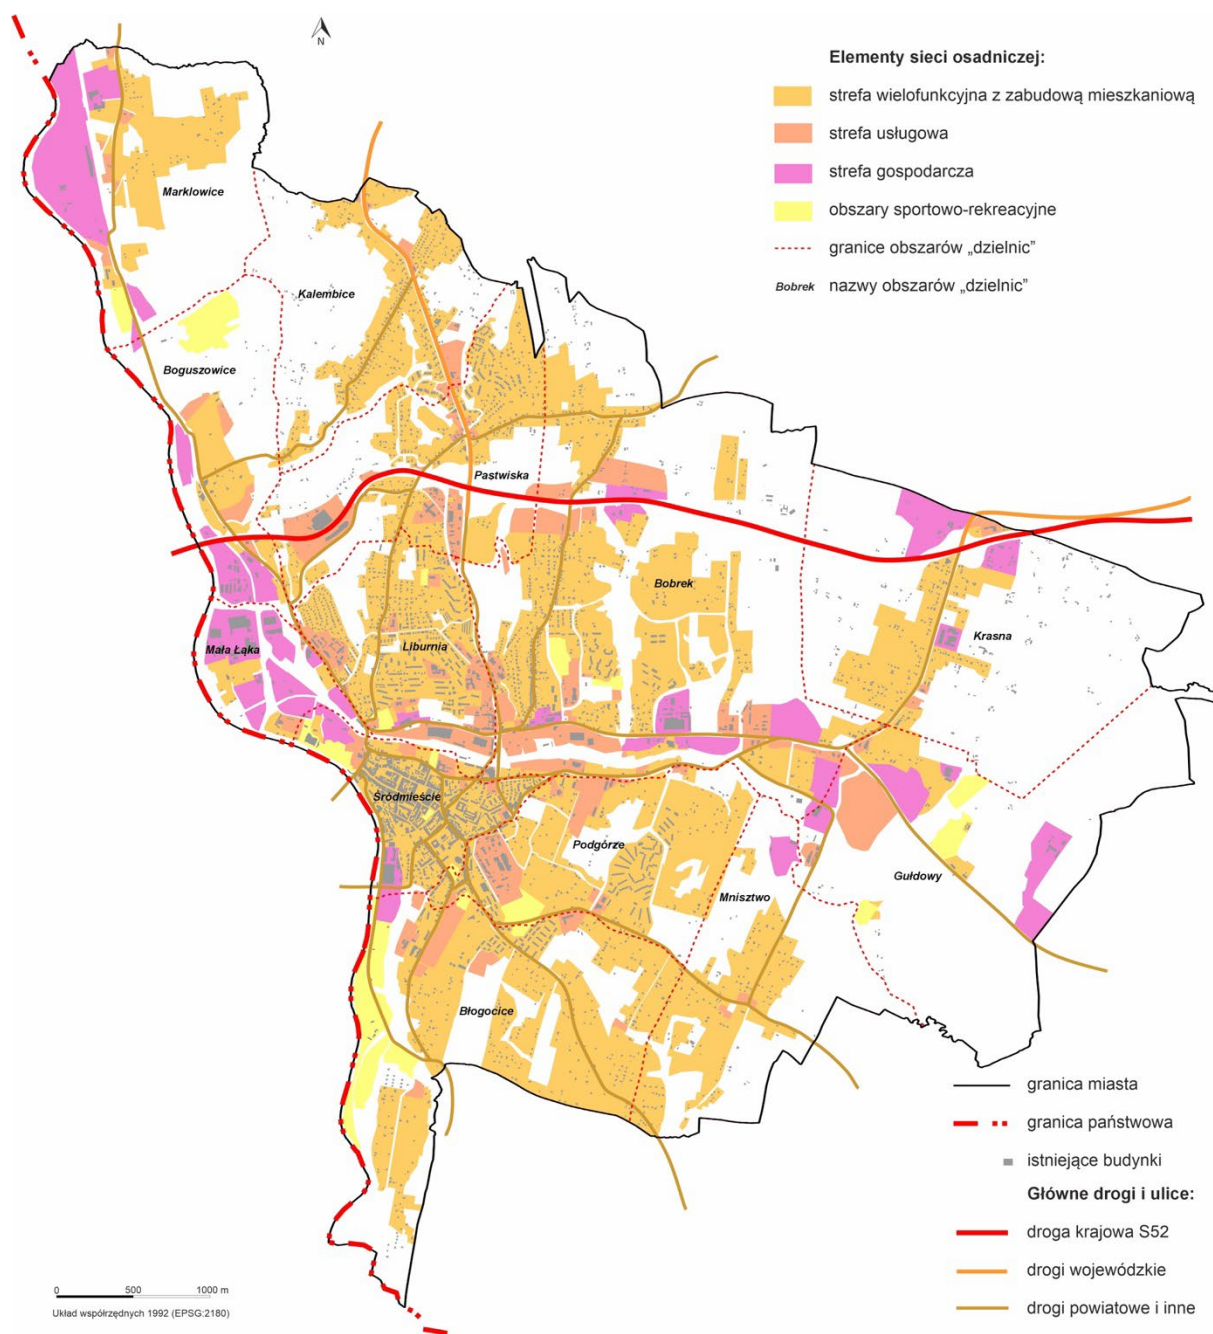 N
Elementy sieci osadniczej:
strefa wielofunkcyjna z zabudową mieszkaniową
strefa usługowa
strefa gospodarcza
obszary sportowo-rekreacyjne
granice obszarów „dzielnic”
Bobrek nazwy obszarów „dzielnic”
Marklowice
Kalembice
Boguszowice
Pastwiska
Bobrek
Krasna
Mała Łąka
Liburnia
Śródmieście
Podgórze
Gułdowy
Mnisztwo
Błogocice
granica miasta
granica państwowa
istniejące budynki
Główne drogi i ulice:
droga krajowa S52
drogi wojewódzkie
drogi powiatowe i inne
0 500 1000 m
Układ współrzędnych 1992 (EPSG:2180)